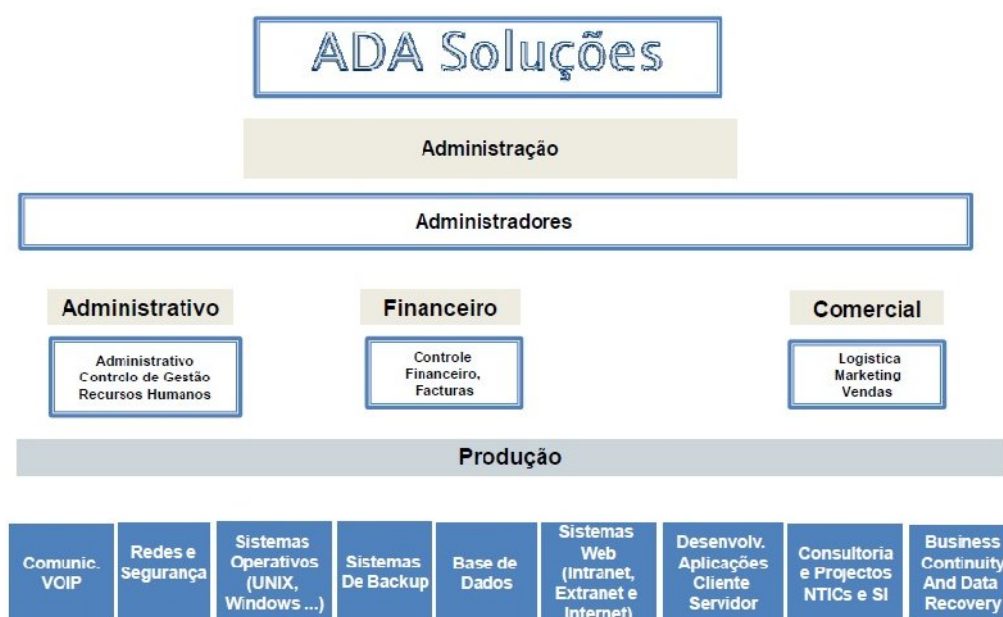 ADA Soluções
Administração
Administradores
Administrativo
Administrativo
Controlo de Gestão
Recursos Humanos
Financeiro
Controle
Financeiro,
Facturas
Comercial
Logistica
Marketing
Vendas
Produção
Comunic.
VOIP
Redes e
Segurança
Sistemas
Operativos
(UNIX,
Windows ...)
Sistemas
De Backup
Base de
Dados
Sistemas
Web
(Intranet,
Extranet e
Internet)
Desenvolv.
Aplicações
Cliente
Servidor
Consultoria
e Projectos
NTICs e SI
Business
Continuity
And Data
Recovery